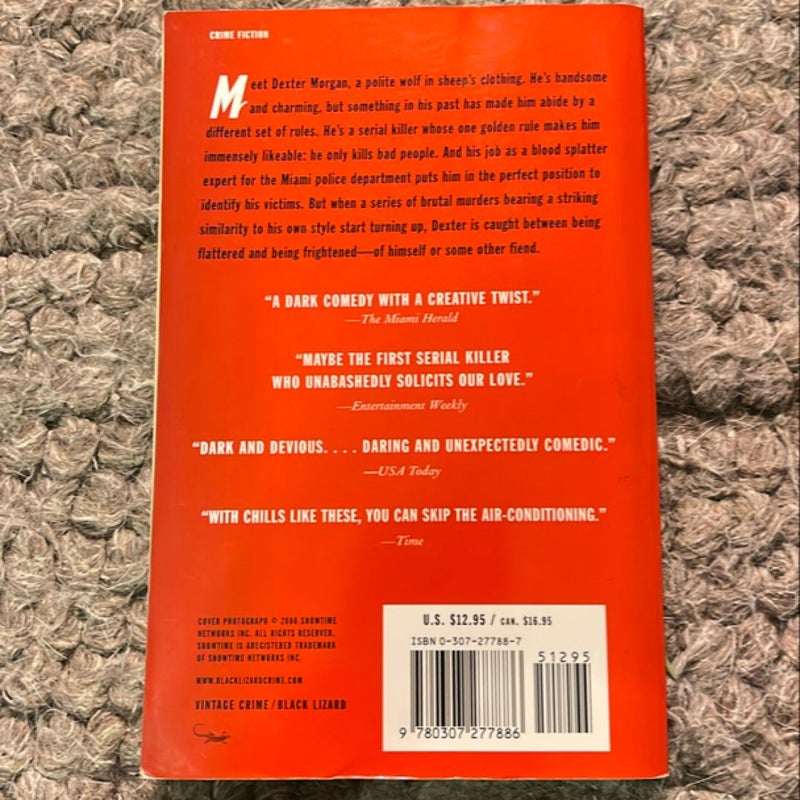 CRIME FICTION
Meet Dexter Morgan, a polite wolf in sheep's clothing. He's handsome
and charming, but something in his past has made him abide by a
different set of rules. He's a serial killer whose one golden rule makes him
immensely likeable: he only kills bad people. And his job as a blood splatter
expert for the Miami police department puts him in the perfect position to
identify his victims. But when a series of brutal murders bearing a striking
similarity to his own style start turning up, Dexter is caught between being
flattered and being frightened—of himself or some other fiend.
“A DARK COMEDY WITH A CREATIVE TWIST.”
—The Miami Herald
“MAYBE THE FIRST SERIAL KILLER
WHO UNABASHEDLY SOLICITS OUR LOVE.”
—Entertainment Weekly
“DARK AND DEVIOUS. . . . DARING AND UNEXPECTEDLY COMEDIC.”
—USA Today
“WITH CHILLS LIKE THESE, YOU CAN SKIP THE AIR-CONDITIONING.”
—Time
COVER PHOTOGRAPH © 2006 SHOWTIME
NETWORKS INC. ALL RIGHTS RESERVED.
SHOWTIME IS AREGISTERED TRADEMARK
OF SHOWTIME NETWORKS INC.
WWW.BLACKLIZARDCRIME.COM
VINTAGE CRIME/BLACK LIZARD
U.S. $12.95 / CAN. $16.95
ISBN 0-307-27788-7
51295
9 780307 277886